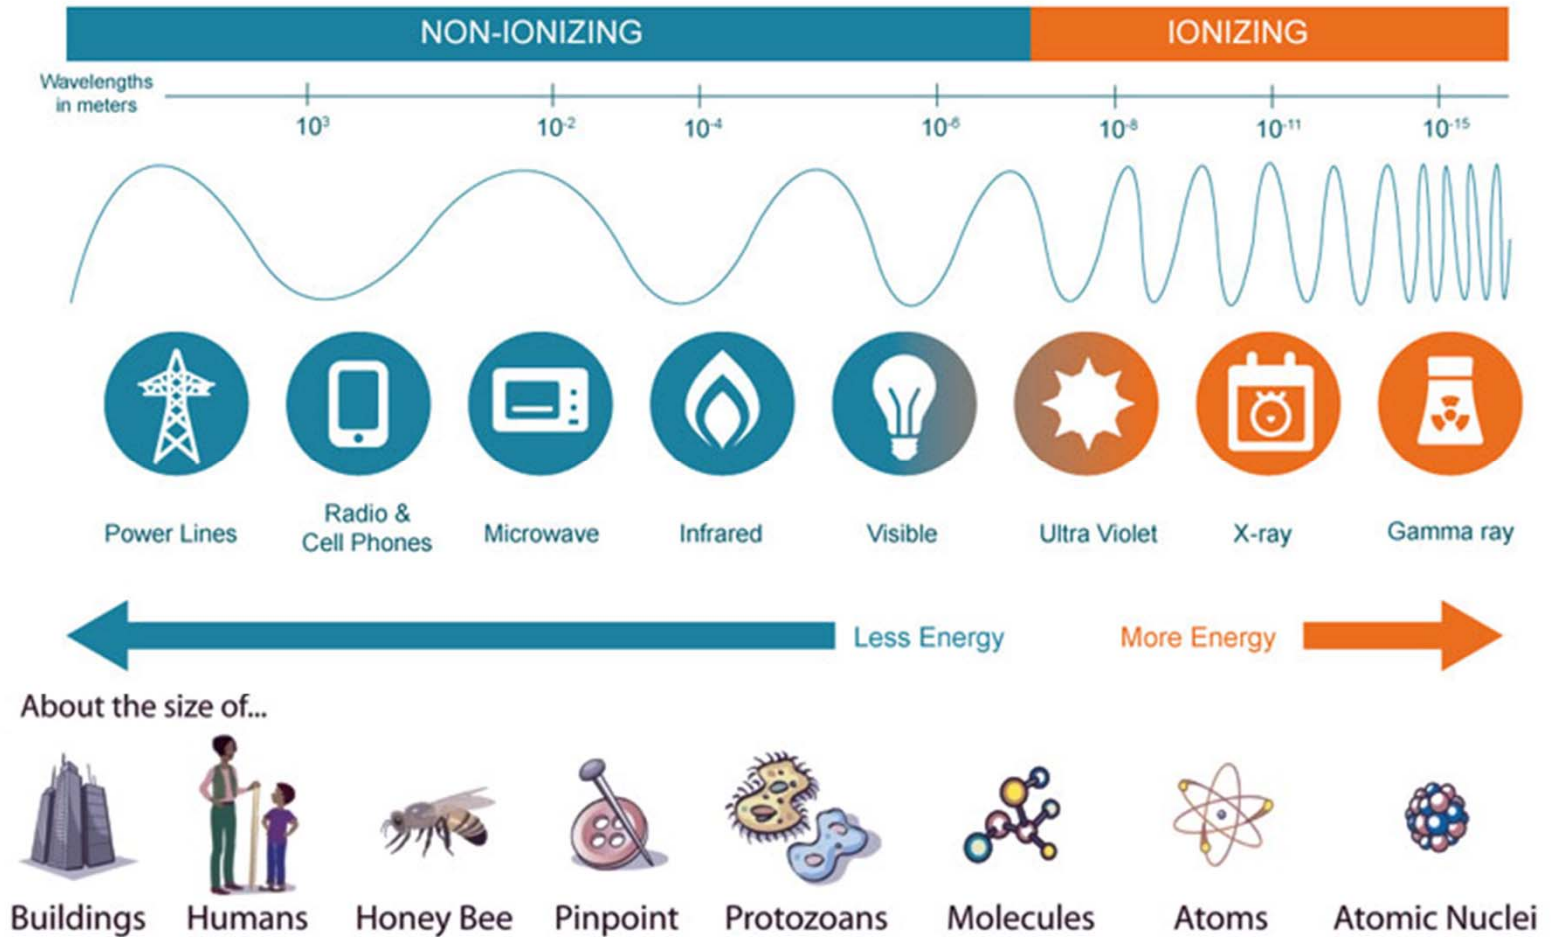 NON-IONIZING
IONIZING
Wavelengths
in meters
10³
10⁻²
10⁻⁴
10⁻⁶
10⁻⁸
10⁻¹¹
10⁻¹⁵
Power Lines
Radio &
Cell Phones
Microwave
Infrared
Visible
Ultra Violet
X-ray
Gamma ray
Less Energy
More Energy
About the size of...
Buildings
Humans
Honey Bee
Pinpoint
Protozoans
Molecules
Atoms
Atomic Nuclei